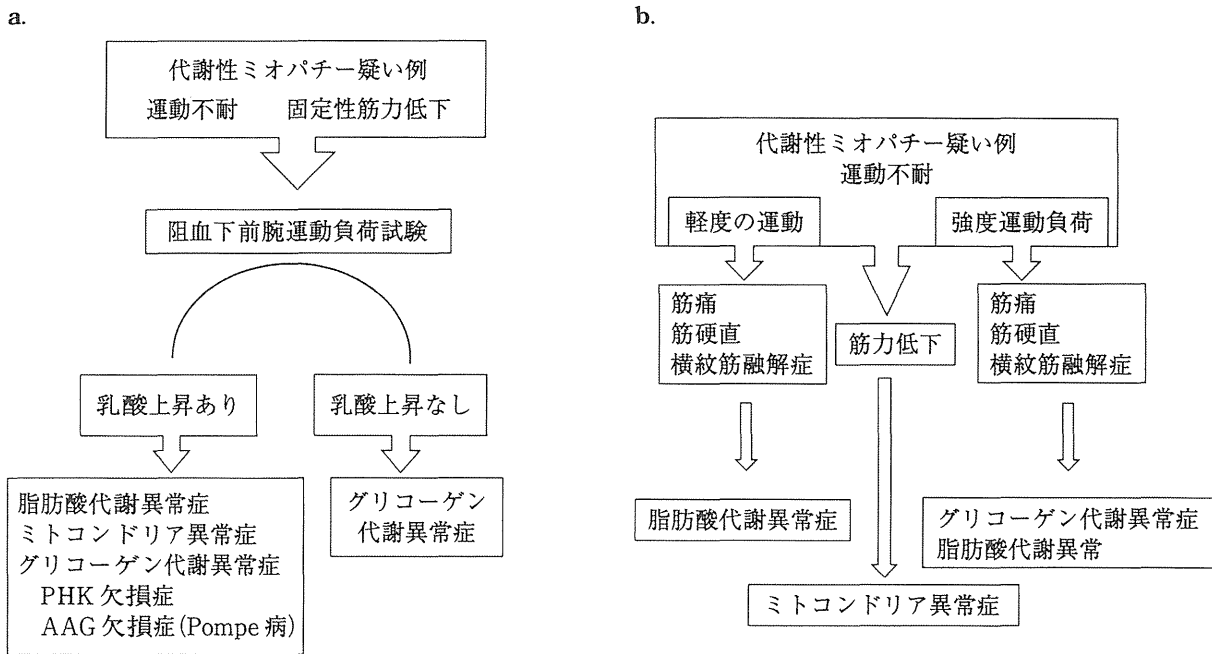 a.
代謝性ミオパチー疑い例
運動不耐 固定性筋力低下
阻血下前腕運動負荷試験
乳酸上昇あり
乳酸上昇なし
脂肪酸代謝異常症
ミトコンドリア異常症
グリコーゲン代謝異常症
PHK 欠損症
AAG 欠損症(Pompe 病)
グリコーゲン
代謝異常症
b.
代謝性ミオパチー疑い例
運動不耐
軽度の運動
強度運動負荷
筋痛
筋硬直
横紋筋融解症
筋力低下
筋痛
筋硬直
横紋筋融解症
脂肪酸代謝異常症
グリコーゲン代謝異常症
脂肪酸代謝異常
ミトコンドリア異常症